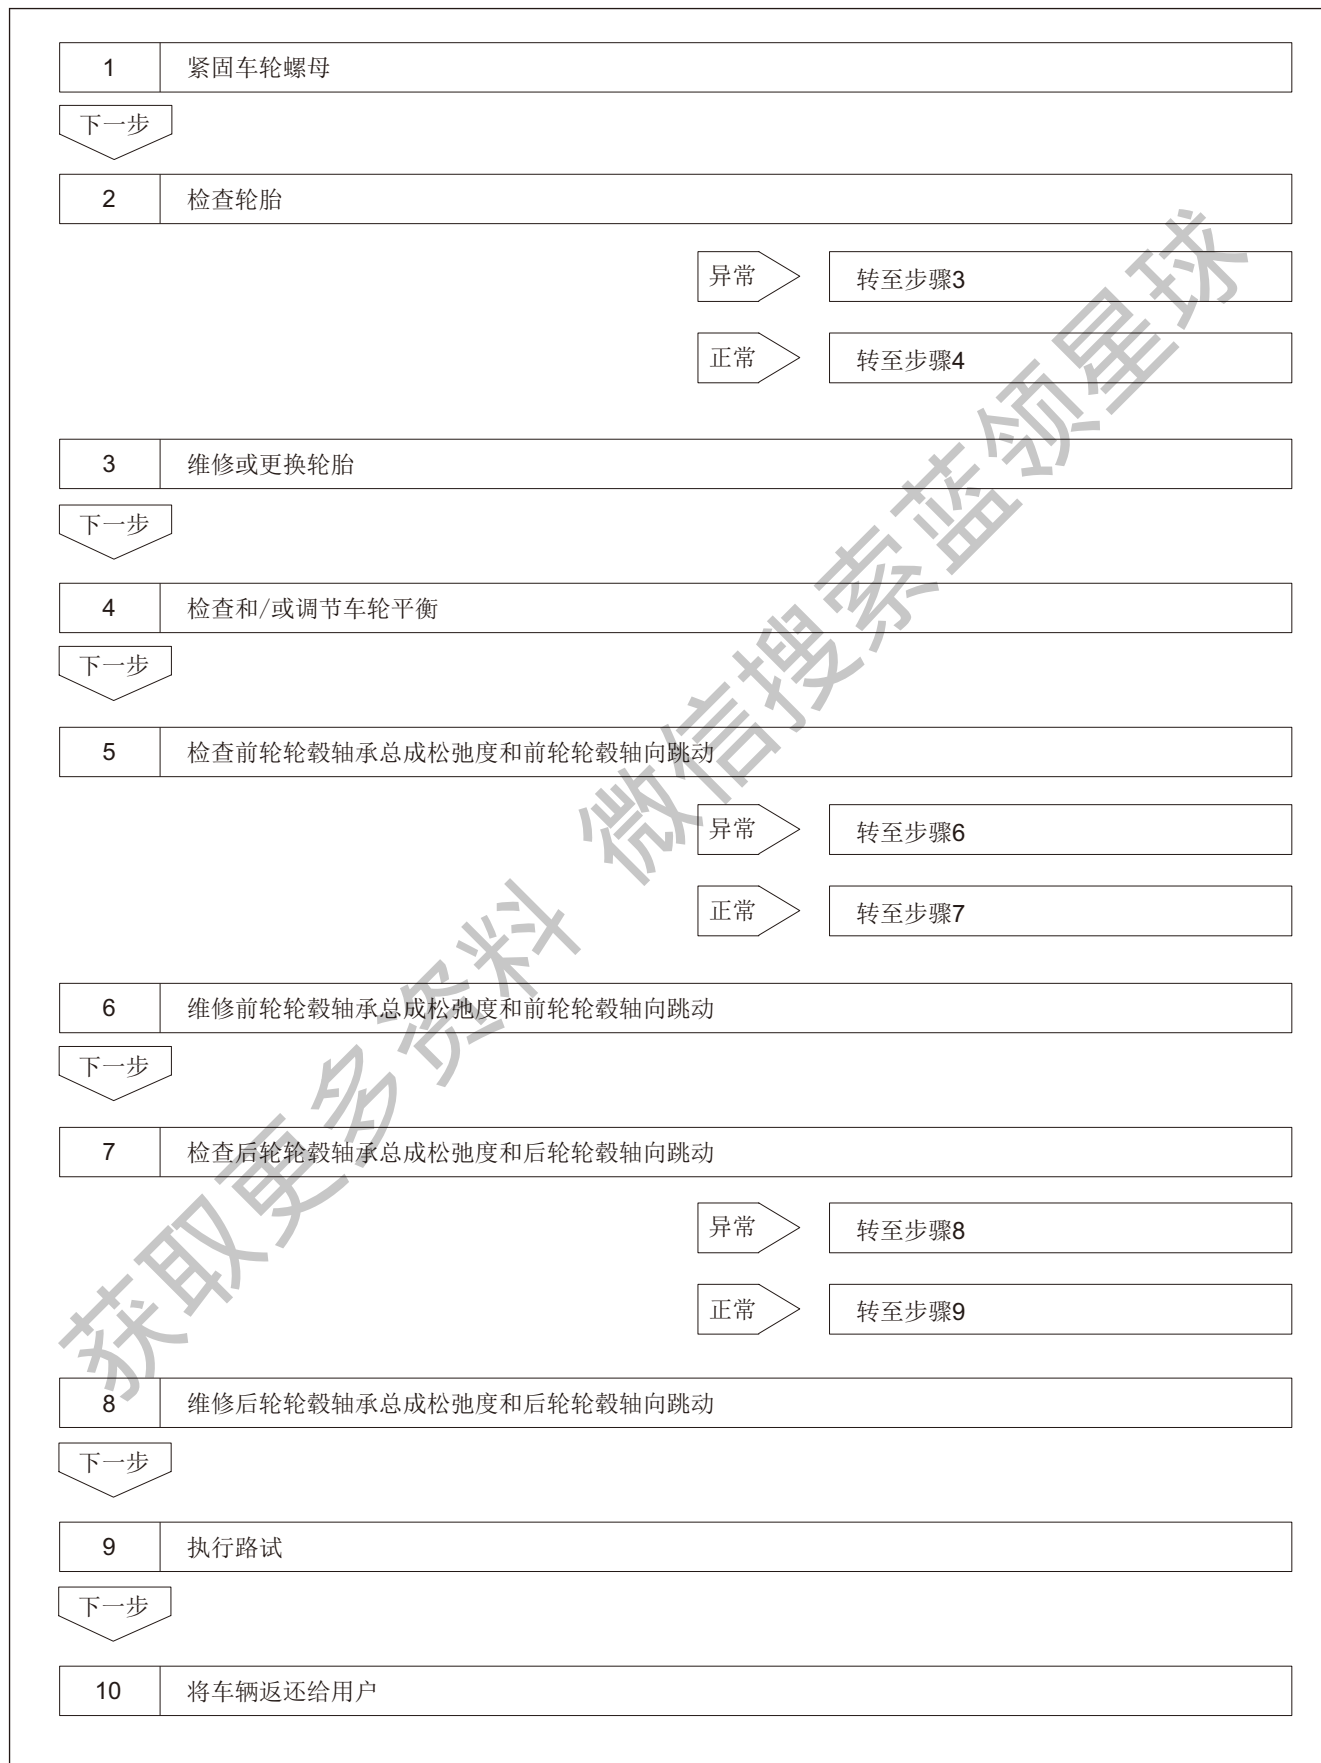 1 紧固车轮螺母
下一步
2 检查轮胎
异常 转至步骤3
正常 转至步骤4
3 维修或更换轮胎
下一步
4 检查和/或调节车轮平衡
下一步
5 检查前轮轮毂轴承总成松弛度和前轮轮毂轴向跳动
异常 转至步骤6
正常 转至步骤7
6 维修前轮轮毂轴承总成松弛度和前轮轮毂轴向跳动
下一步
7 检查后轮轮毂轴承总成松弛度和后轮轮毂轴向跳动
异常 转至步骤8
正常 转至步骤9
8 维修后轮轮毂轴承总成松弛度和后轮轮毂轴向跳动
下一步
9 执行路试
下一步
10 将车辆返还给用户
获取更多资料 微信搜索蓝领星球